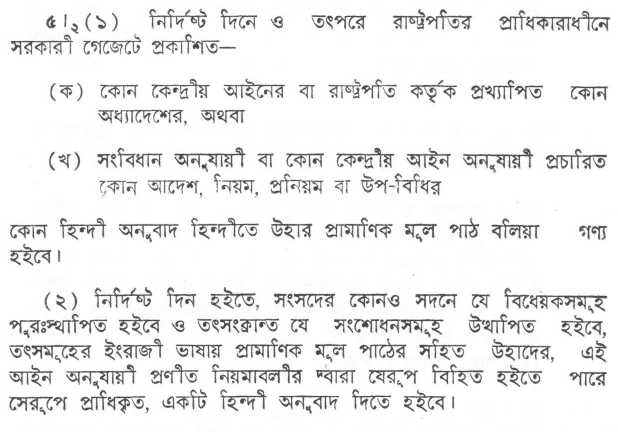 ৫।২(১) নির্দিষ্ট দিনে ও তৎপরে রাষ্ট্রপতির প্রাধিকারাধীনে
সরকারী গেজেটে প্রকাশিত—
(ক) কোন কেন্দ্রীয় আইনের বা রাষ্ট্রপতি কর্তৃক প্রখ্যাপিত কোন
অধ্যাদেশের, অথবা
(খ) সংবিধান অনুযায়ী বা কোন কেন্দ্রীয় আইন অনুযায়ী প্রচারিত
কোন আদেশ, নিয়ম, প্রনিয়ম বা উপ-বিধির
কোন হিন্দী অনুবাদ হিন্দীতে উহার প্রামাণিক মূল পাঠ বলিয়া গণ্য
হইবে।
(২) নির্দিষ্ট দিন হইতে, সংসদের কোনও সদনে যে বিধেয়কসমূহ
পুরঃস্থাপিত হইবে ও তৎসংক্রান্ত যে সংশোধনসমূহ উত্থাপিত হইবে,
তৎসমূহের ইংরাজী ভাষায় প্রামাণিক মূল পাঠের সহিত উহাদের, এই
আইন অনুযায়ী প্রণীত নিয়মাবলীর দ্বারা যেরূপ বিহিত হইতে পারে
সেরূপে প্রাধিকৃত, একটি হিন্দী অনুবাদ দিতে হইবে।